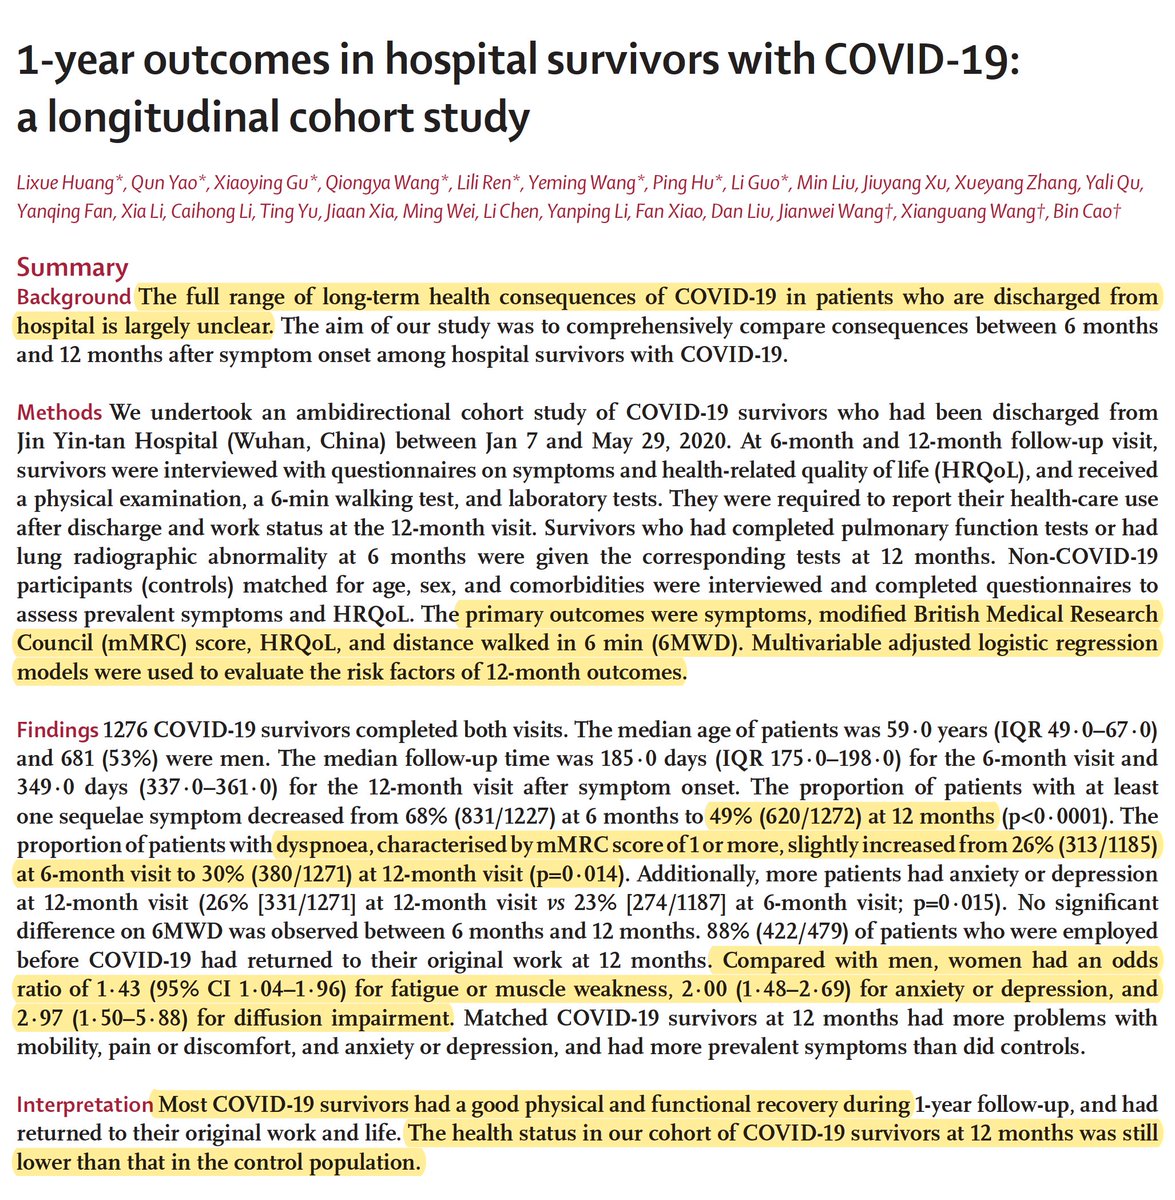 1-year outcomes in hospital survivors with COVID-19:
a longitudinal cohort study
Lixue Huang*, Qun Yao*, Xiaoying Gu*, Qiongya Wang*, Lili Ren*, Yeming Wang*, Ping Hu*, Li Guo*, Min Liu, Jiuyang Xu, Xueyang Zhang, Yali Qu,
Yanqing Fan, Xia Li, Caihong Li, Ting Yu, Jiaan Xia, Ming Wei, Li Chen, Yanping Li, Fan Xiao, Dan Liu, Jianwei Wang†, Xianguang Wang†, Bin Cao†
Summary
Background The full range of long-term health consequences of COVID-19 in patients who are discharged from
hospital is largely unclear. The aim of our study was to comprehensively compare consequences between 6 months
and 12 months after symptom onset among hospital survivors with COVID-19.
Methods We undertook an ambidirectional cohort study of COVID-19 survivors who had been discharged from
Jin Yin-tan Hospital (Wuhan, China) between Jan 7 and May 29, 2020. At 6-month and 12-month follow-up visit,
survivors were interviewed with questionnaires on symptoms and health-related quality of life (HRQoL), and received
a physical examination, a 6-min walking test, and laboratory tests. They were required to report their health-care use
after discharge and work status at the 12-month visit. Survivors who had completed pulmonary function tests or had
lung radiographic abnormality at 6 months were given the corresponding tests at 12 months. Non-COVID-19
participants (controls) matched for age, sex, and comorbidities were interviewed and completed questionnaires to
assess prevalent symptoms and HRQoL. The primary outcomes were symptoms, modified British Medical Research
Council (mMRC) score, HRQoL, and distance walked in 6 min (6MWD). Multivariable adjusted logistic regression
models were used to evaluate the risk factors of 12-month outcomes.
Findings 1276 COVID-19 survivors completed both visits. The median age of patients was 59·0 years (IQR 49·0–67·0)
and 681 (53%) were men. The median follow-up time was 185·0 days (IQR 175·0–198·0) for the 6-month visit and
349·0 days (337·0–361·0) for the 12-month visit after symptom onset. The proportion of patients with at least
one sequelae symptom decreased from 68% (831/1227) at 6 months to 49% (620/1272) at 12 months (p<0·0001). The
proportion of patients with dyspnoea, characterised by mMRC score of 1 or more, slightly increased from 26% (313/1185)
at 6-month visit to 30% (380/1271) at 12-month visit (p=0·014). Additionally, more patients had anxiety or depression
at 12-month visit (26% [331/1271] at 12-month visit vs 23% [274/1187] at 6-month visit; p=0·015). No significant
difference on 6MWD was observed between 6 months and 12 months. 88% (422/479) of patients who were employed
before COVID-19 had returned to their original work at 12 months. Compared with men, women had an odds
ratio of 1·43 (95% CI 1·04–1·96) for fatigue or muscle weakness, 2·00 (1·48–2·69) for anxiety or depression, and
2·97 (1·50–5·88) for diffusion impairment. Matched COVID-19 survivors at 12 months had more problems with
mobility, pain or discomfort, and anxiety or depression, and had more prevalent symptoms than did controls.
Interpretation Most COVID-19 survivors had a good physical and functional recovery during 1-year follow-up, and had
returned to their original work and life. The health status in our cohort of COVID-19 survivors at 12 months was still
lower than that in the control population.